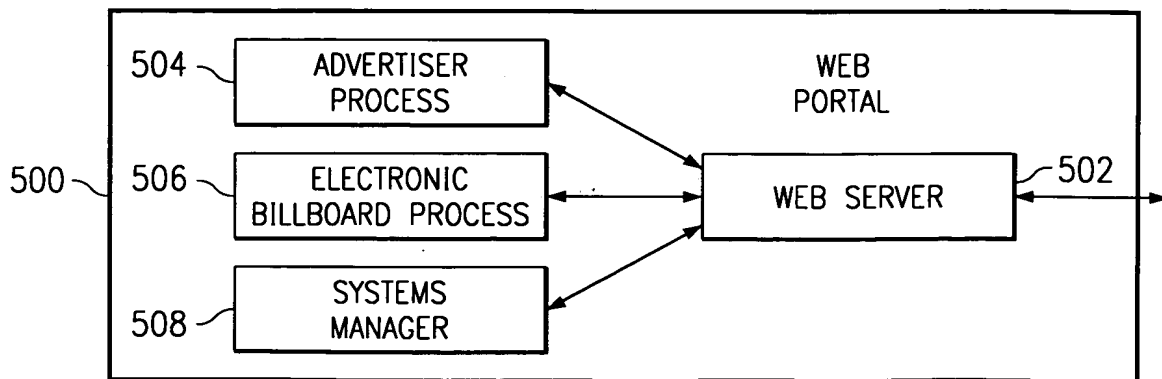 504
ADVERTISER
PROCESS
WEB
PORTAL
500
506
ELECTRONIC
BILLBOARD PROCESS
WEB SERVER
502
508
SYSTEMS
MANAGER